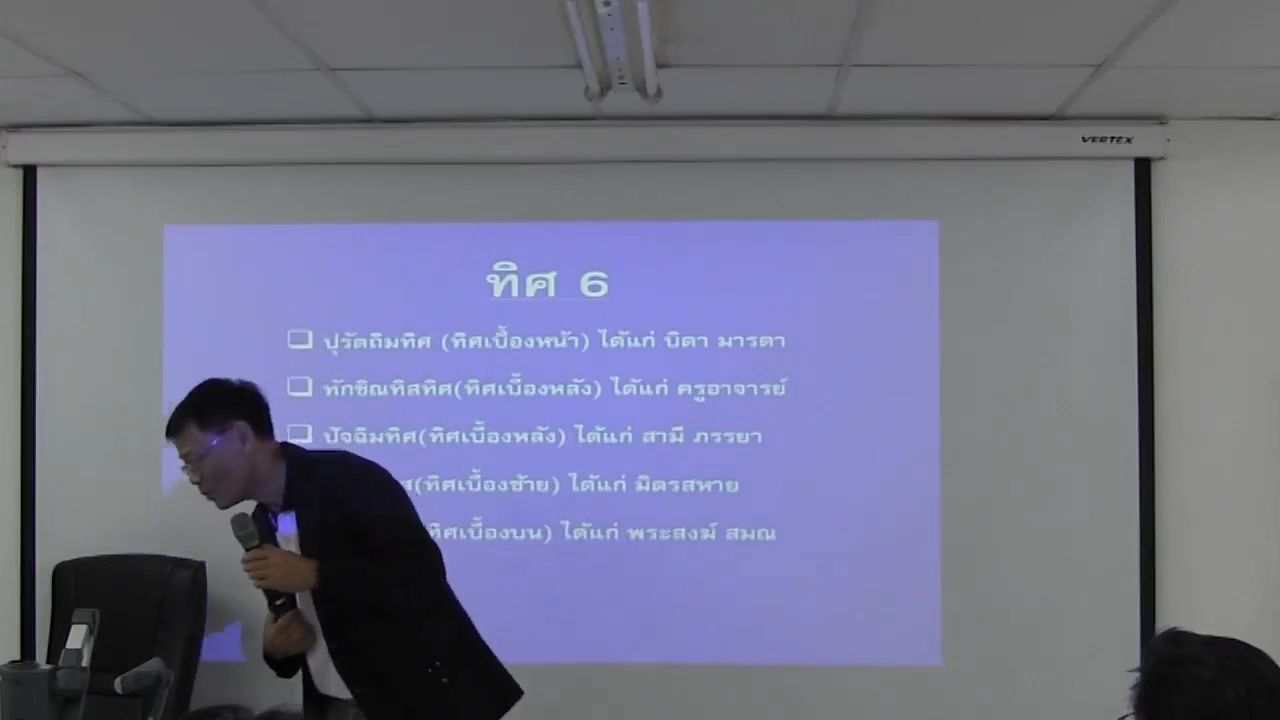 VERTEX
ทิศ 6
ปุรัตถิมทิศ (ทิศเบื้องหน้า) ได้แก่ บิดา มารดา
ทักขิณทิสทิศ(ทิศเบื้องหลัง) ได้แก่ ครูอาจารย์
ปัจฉิมทิศ(ทิศเบื้องหลัง) ได้แก่ สามี ภรรยา
(ทิศเบื้องซ้าย) ได้แก่ มิตรสหาย
ทิศเบื้องบน) ได้แก่ พระสงฆ์ สมณ